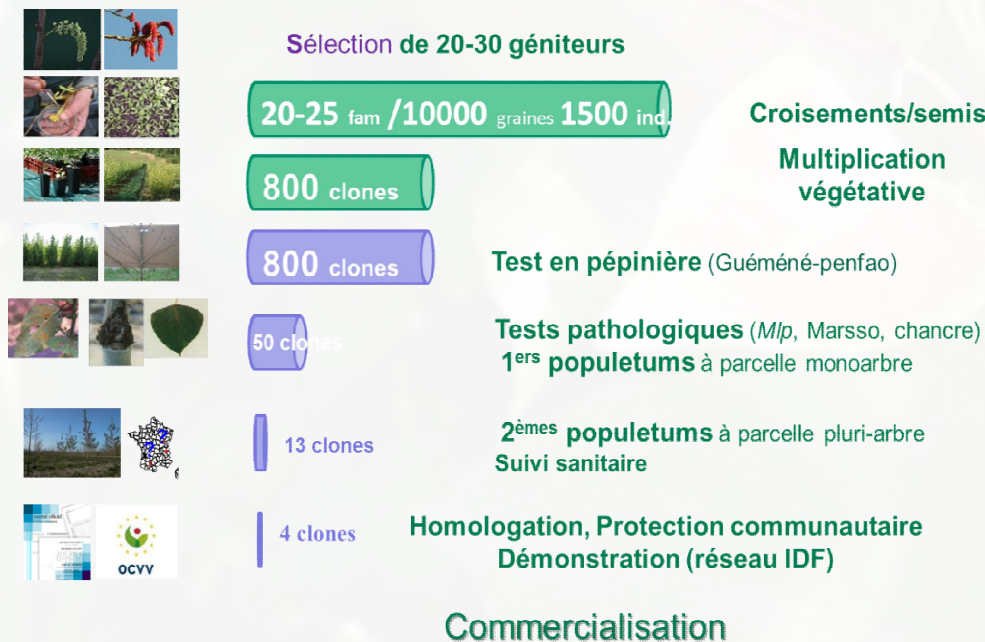 Sélection de 20-30 géniteurs
20-25 fam /10000 graines 1500 ind.
Croisements/semis
800 clones
Multiplication
végétative
800 clones
Test en pépinière (Guéméné-penfao)
50 clones
Tests pathologiques (Mlp, Marsso, chancre)
1ers populetums à parcelle monoarbre
13 clones
2èmes populetums à parcelle pluri-arbre
Suivi sanitaire
4 clones
Homologation, Protection communautaire
Démonstration (réseau IDF)
OCVV
Commercialisation